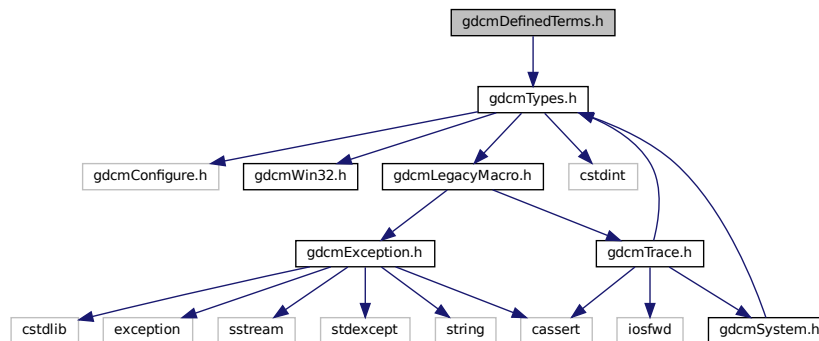 gdcmDefinedTerms.h
gdcmTypes.h
gdcmConfigure.h
gdcmWin32.h
gdcmLegacyMacro.h
cstdint
gdcmException.h
gdcmTrace.h
cstdlib
exception
sstream
stdexcept
string
cassert
iosfwd
gdcmSystem.h